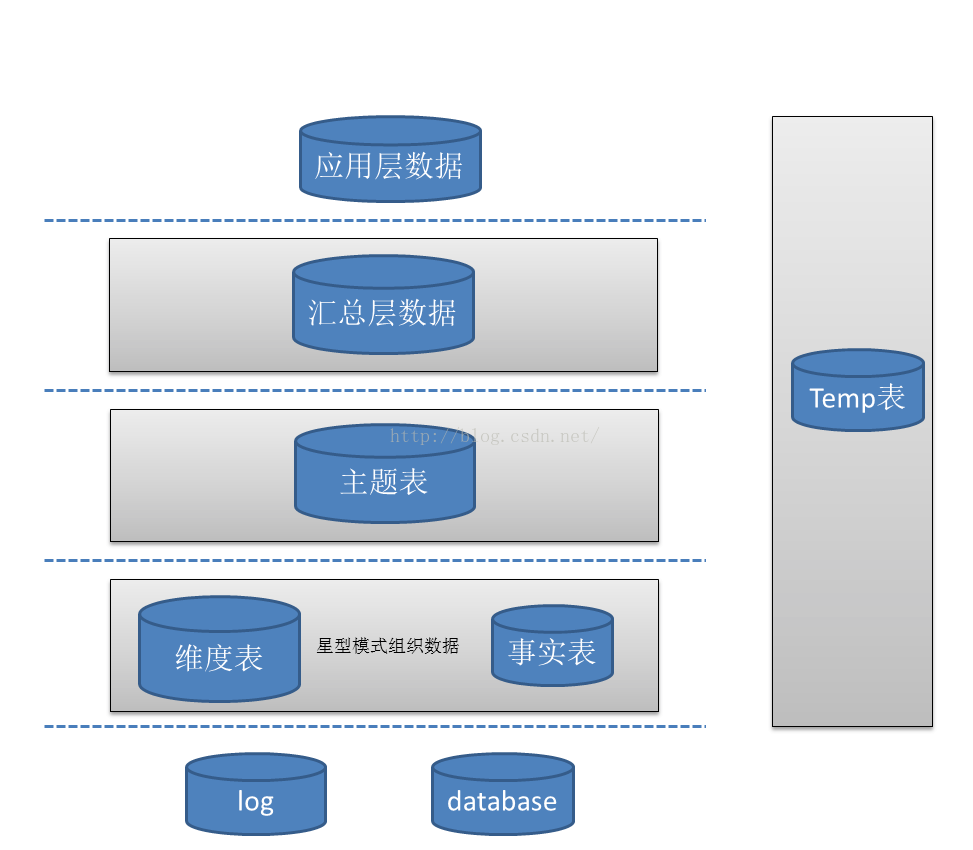 应用层数据
汇总层数据
Temp表
http://blog.csdn.net/
主题表
维度表
星型模式组织数据
事实表
log
database